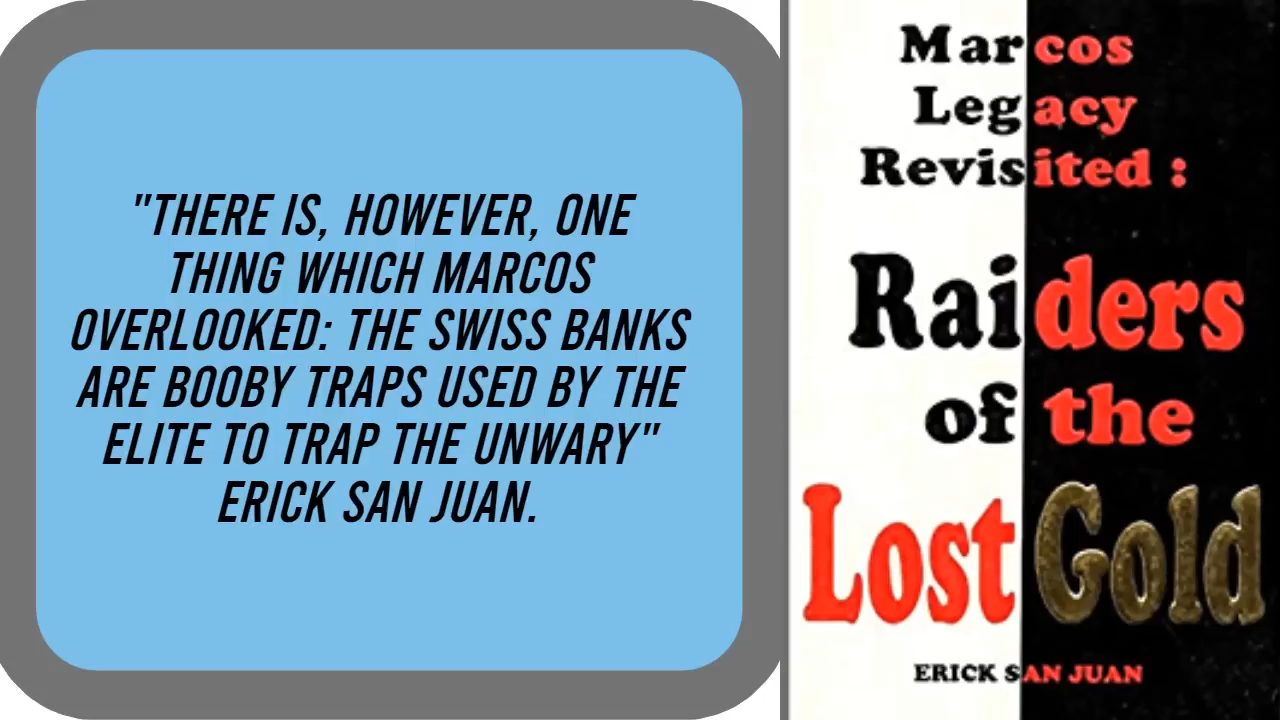 "THERE IS, HOWEVER, ONE
THING WHICH MARCOS
OVERLOOKED: THE SWISS BANKS
ARE BOOBY TRAPS USED BY THE
ELITE TO TRAP THE UNWARY"
ERICK SAN JUAN.
Marcos
Legacy
Revisited :
Raiders
of the
Lost Gold
ERICK SAN JUAN